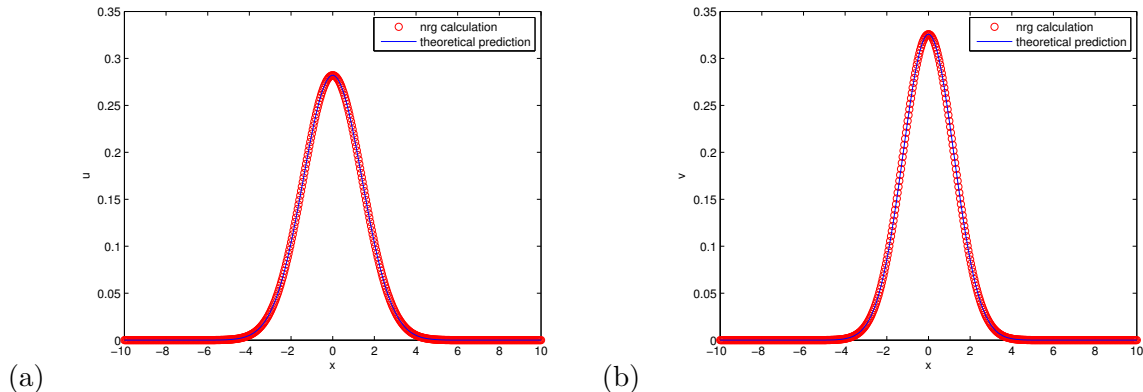 nrg calculation
theoretical prediction
0.35
0.3
0.25
0.2
0.15
0.1
0.05
0
u
−10 −8 −6 −4 −2 0 2 4 6 8 10
x
(a)
nrg calculation
theoretical prediction
0.35
0.3
0.25
0.2
0.15
0.1
0.05
0
v
−10 −8 −6 −4 −2 0 2 4 6 8 10
x
(b)